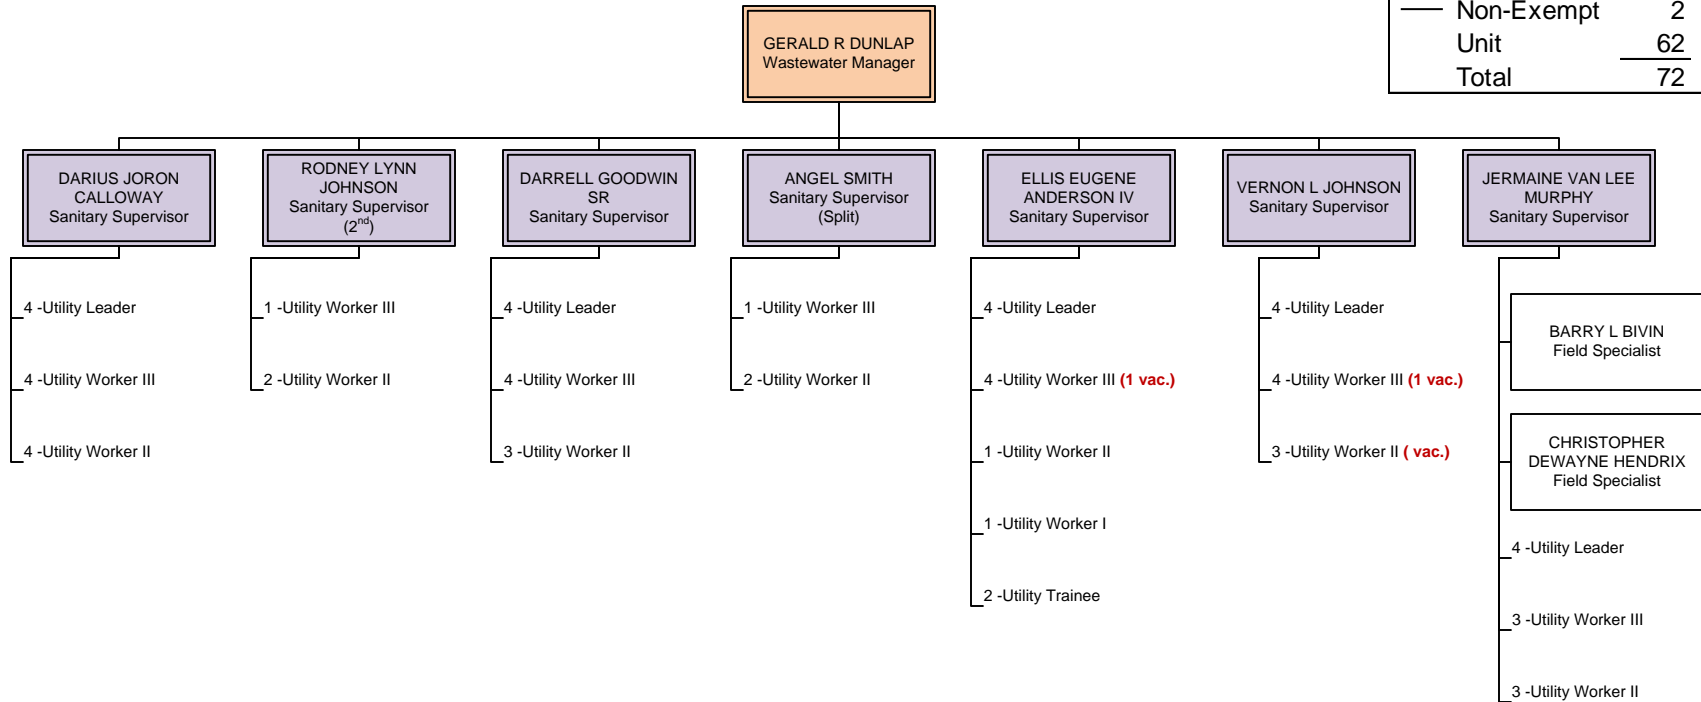 Non-Exempt 2
Unit 62
Total 72
GERALD R DUNLAP
Wastewater Manager
DARIUS JORON
CALLOWAY
Sanitary Supervisor
4 -Utility Leader
4 -Utility Worker III
4 -Utility Worker II
RODNEY LYNN
JOHNSON
Sanitary Supervisor
(2nd)
1 -Utility Worker III
2 -Utility Worker II
DARRELL GOODWIN
SR
Sanitary Supervisor
4 -Utility Leader
4 -Utility Worker III
3 -Utility Worker II
ANGEL SMITH
Sanitary Supervisor
(Split)
1 -Utility Worker III
2 -Utility Worker II
ELLIS EUGENE
ANDERSON IV
Sanitary Supervisor
4 -Utility Leader
4 -Utility Worker III (1 vac.)
1 -Utility Worker II
1 -Utility Worker I
2 -Utility Trainee
VERNON L JOHNSON
Sanitary Supervisor
4 -Utility Leader
4 -Utility Worker III (1 vac.)
3 -Utility Worker II ( vac.)
JERMAINE VAN LEE
MURPHY
Sanitary Supervisor
BARRY L BIVIN
Field Specialist
CHRISTOPHER
DEWAYNE HENDRIX
Field Specialist
4 -Utility Leader
3 -Utility Worker III
3 -Utility Worker II